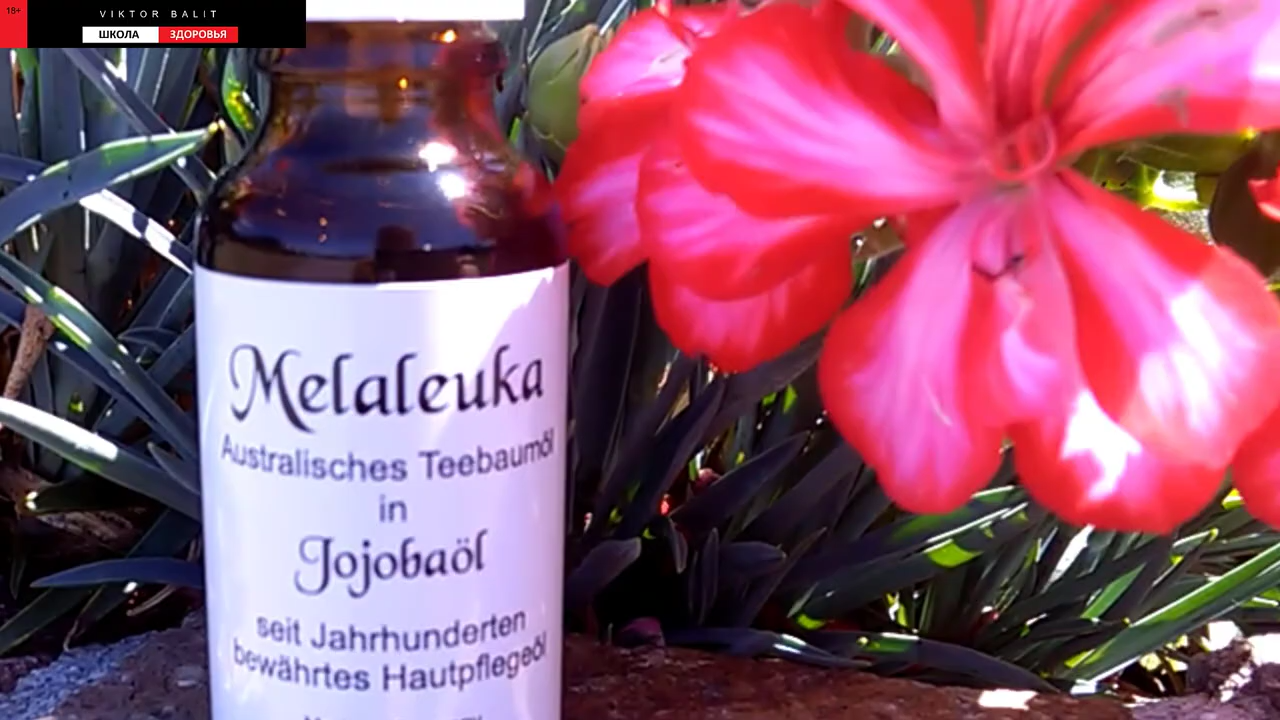 18+
VIKTOR BALIT
ШКОЛА ЗДОРОВЬЯ
Melaleuka
Australisches Teebaumöl
in
Jojobaöl
seit Jahrhunderten
bewährtes Hautpflegeöl